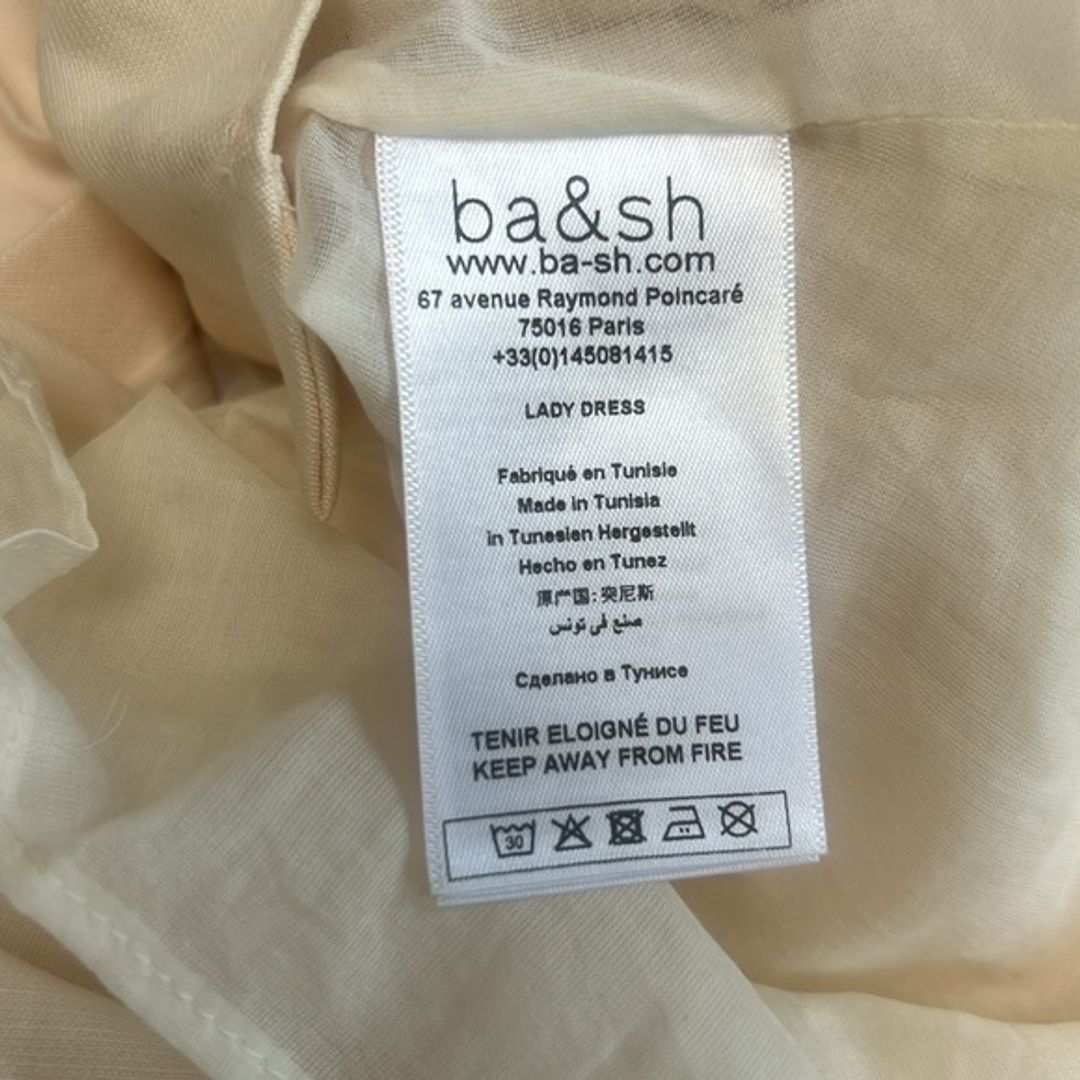 ba&sh
www.ba-sh.com
67 avenue Raymond Poincaré
75016 Paris
+33(0)145081415
LADY DRESS
Fabriqué en Tunisie
Made in Tunisia
in Tunesien Hergestellt
Hecho en Tunez
原产国:突尼斯
صنع في تونس
Сделано в Тунисе
TENIR ELOIGNÉ DU FEU
KEEP AWAY FROM FIRE
30